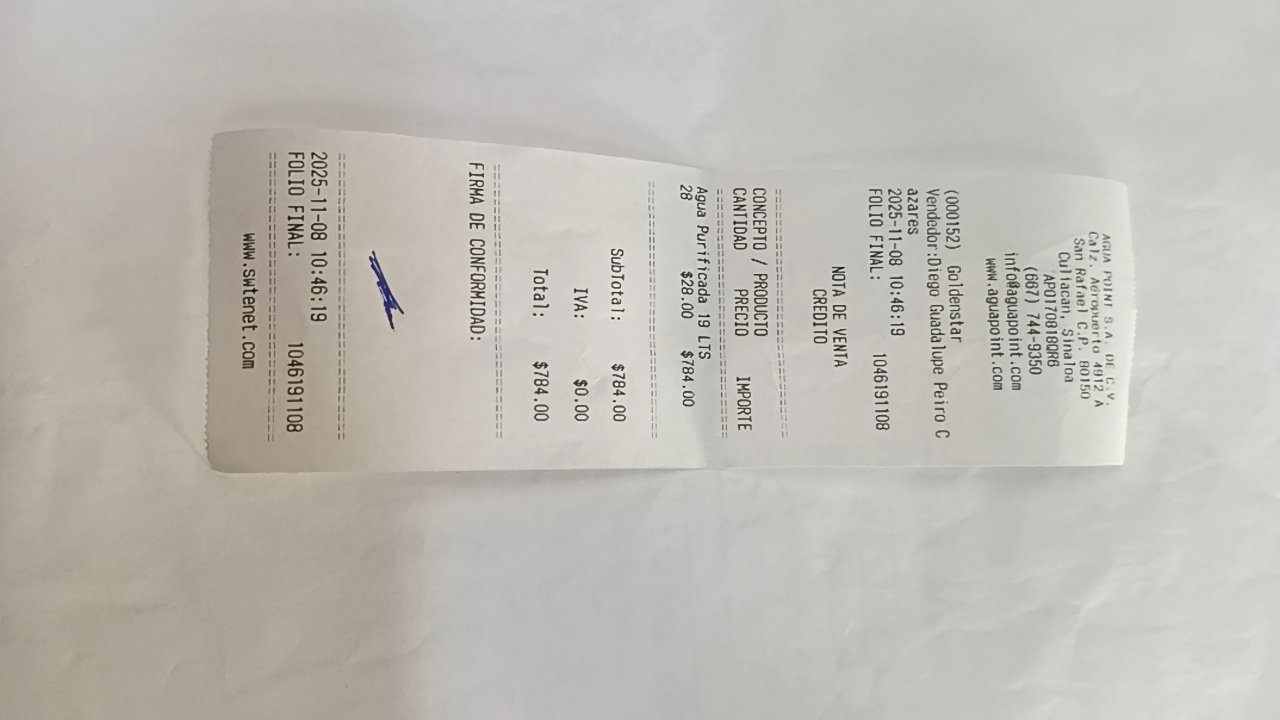 AGUA POINT S.A. DE C.V.
Calz. Aeropuerto 4912 A
San Rafael C.P. 80150
Culiacan, Sinaloa
APO170818QR6
(667) 744-9350
info@aguapoint.com
www.aguapoint.com
(000152) Goldenstar
Vendedor:Diego Guadalupe Peiro C
azares
2025-11-08 10:46:19
FOLIO FINAL: 1046191108
NOTA DE VENTA
CREDITO
================================
CONCEPTO / PRODUCTO
CANTIDAD PRECIO IMPORTE
================================
Agua Purificada 19 LTS
28 $28.00 $784.00
================================
SubTotal: $784.00
IVA: $0.00
Total: $784.00
================================
FIRMA DE CONFORMIDAD:
================================
2025-11-08 10:46:19
FOLIO FINAL: 1046191108
================================
www.swtenet.com